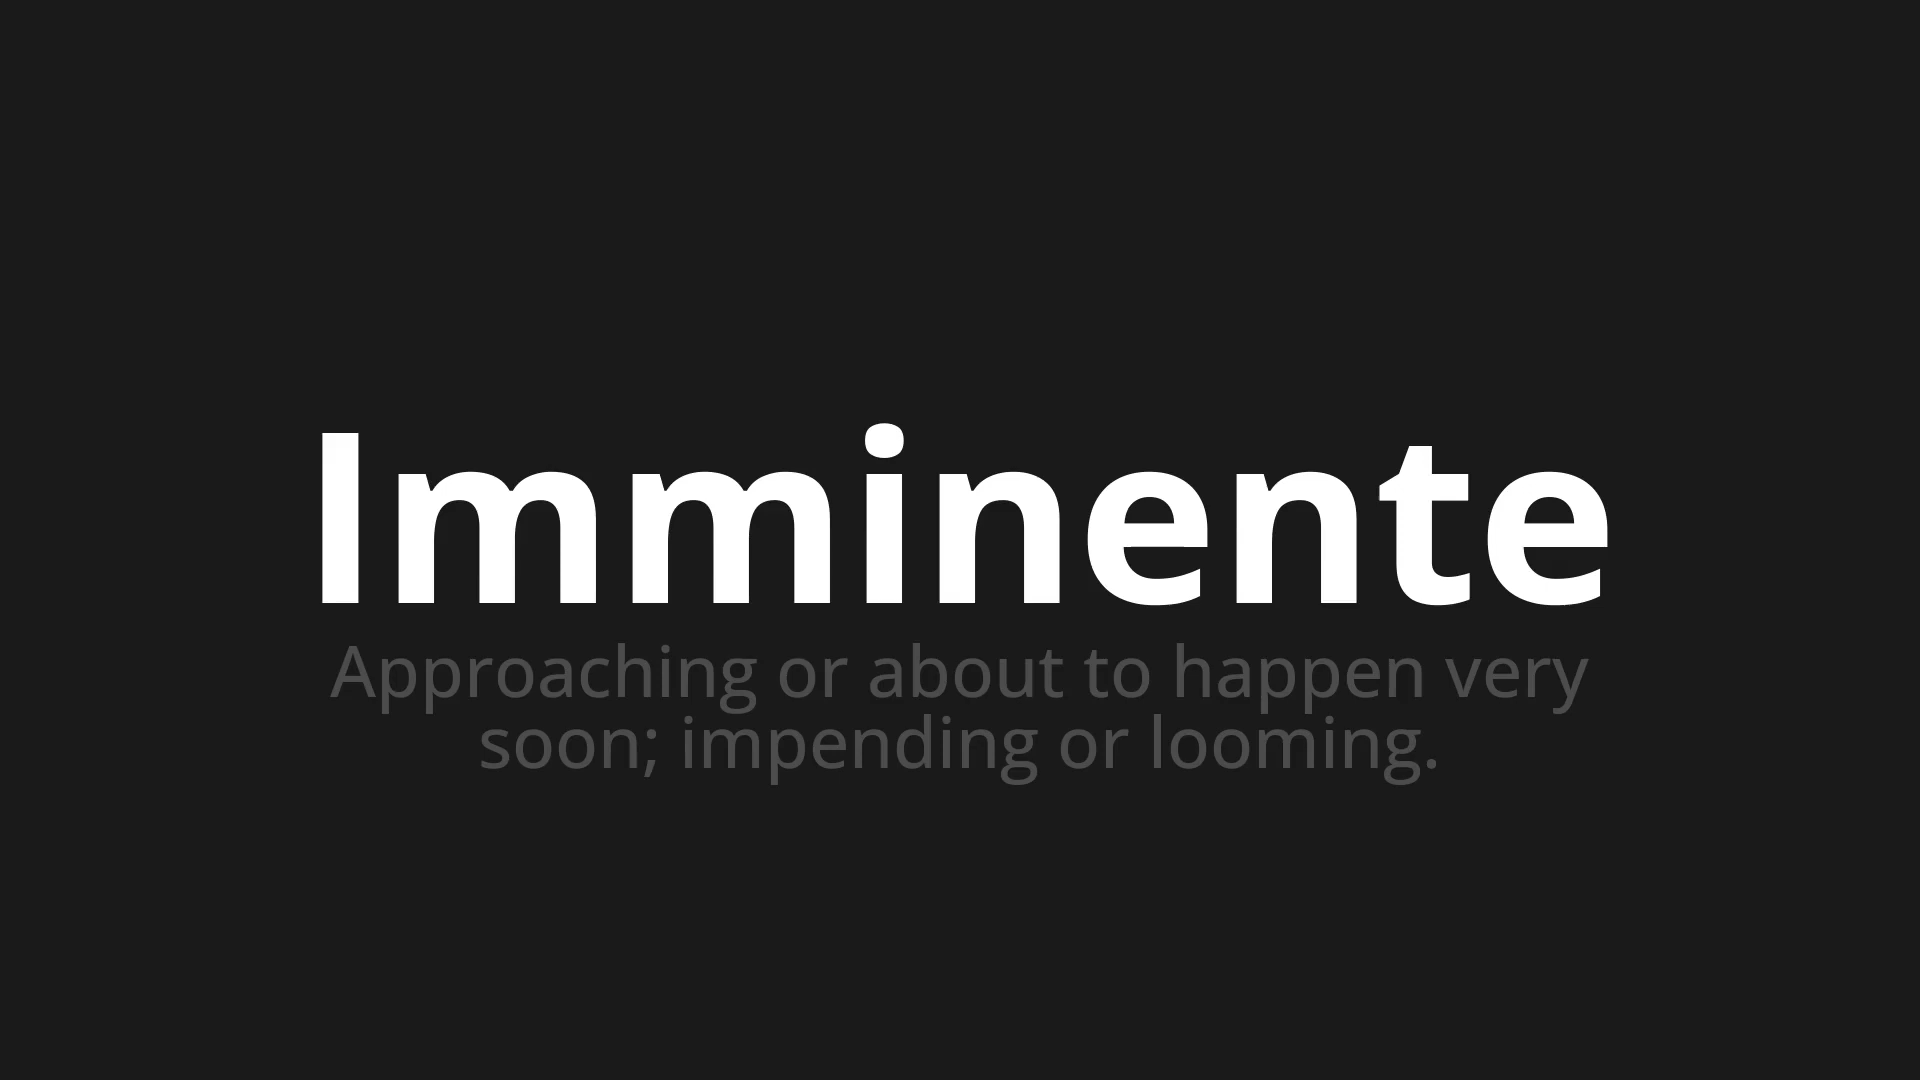 Imminente
Approaching or about to happen very
soon; impending or looming.